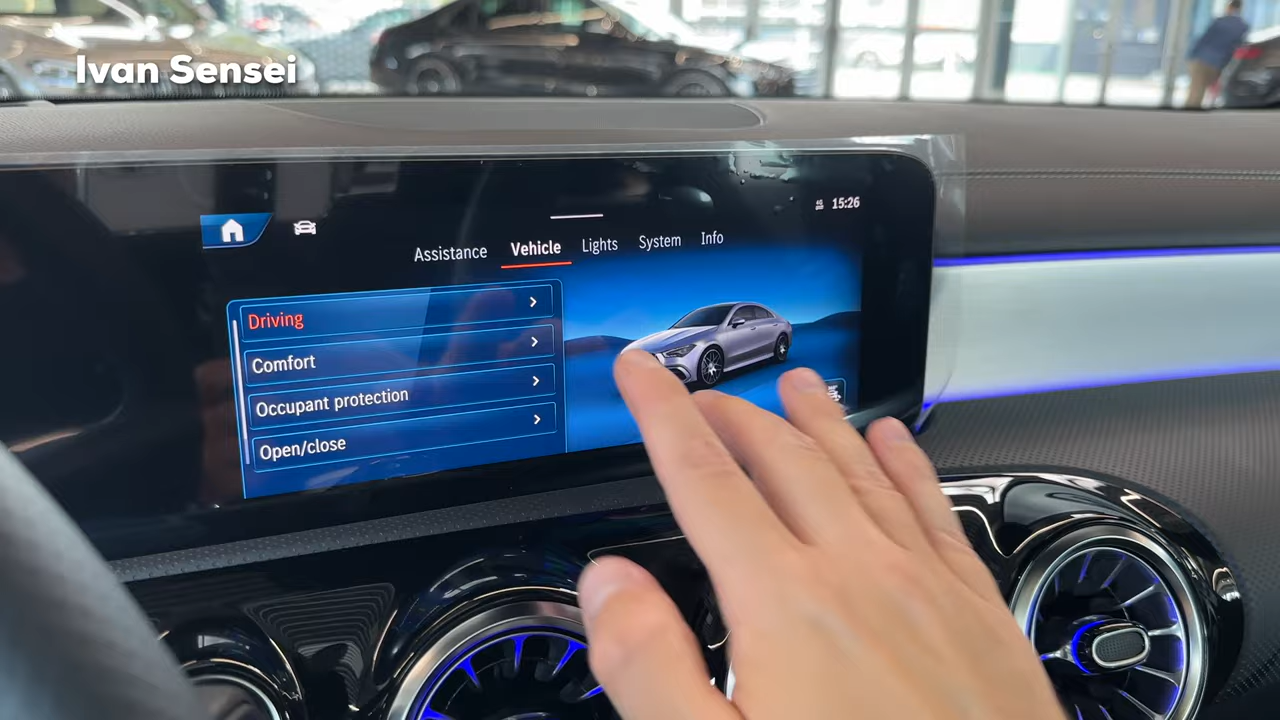 Ivan Sensei
15:26
Assistance Vehicle Lights System Info
Driving
Comfort
Occupant protection
Open/close